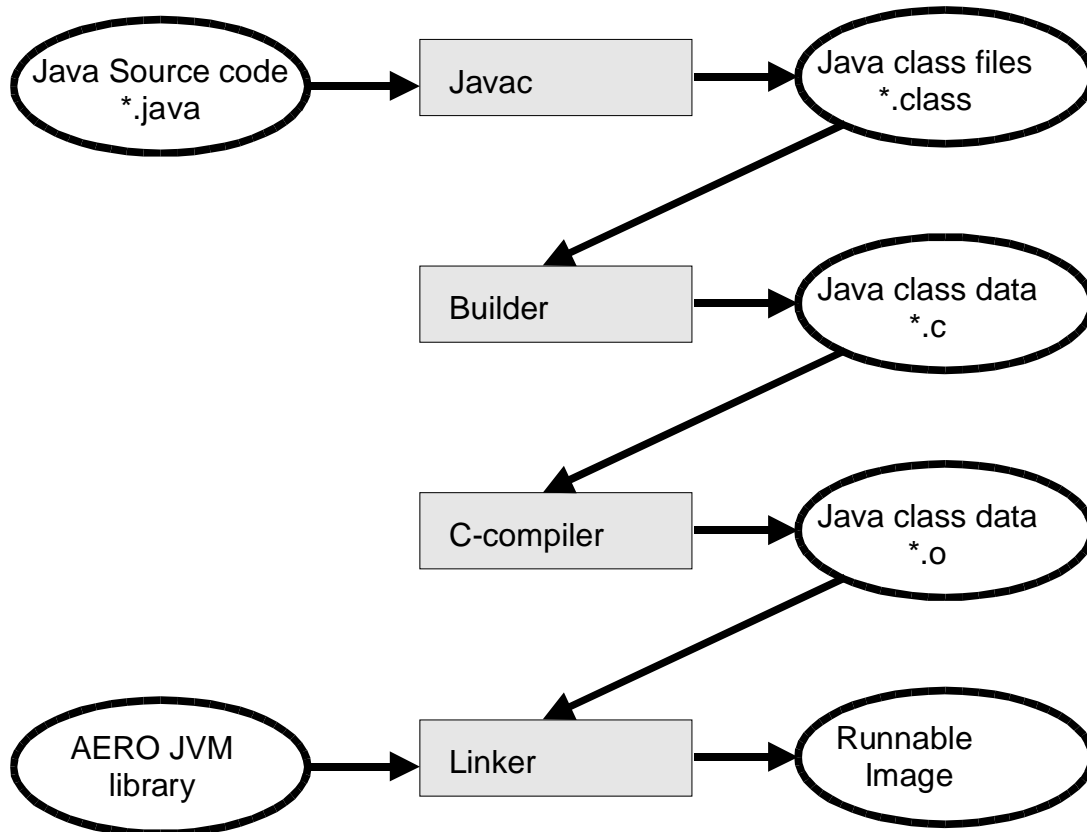 Java Source code
*.java
Javac
Java class files
*.class
Builder
Java class data
*.c
C-compiler
Java class data
*.o
AERO JVM
library
Linker
Runnable
Image